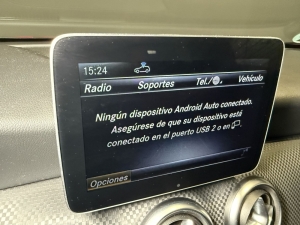 15:24
Radio Soportes Tel./ Vehículo
Ningún dispositivo Android Auto conectado.
Asegúrese de que su dispositivo está
conectado en el puerto USB 2 o en .
Opciones